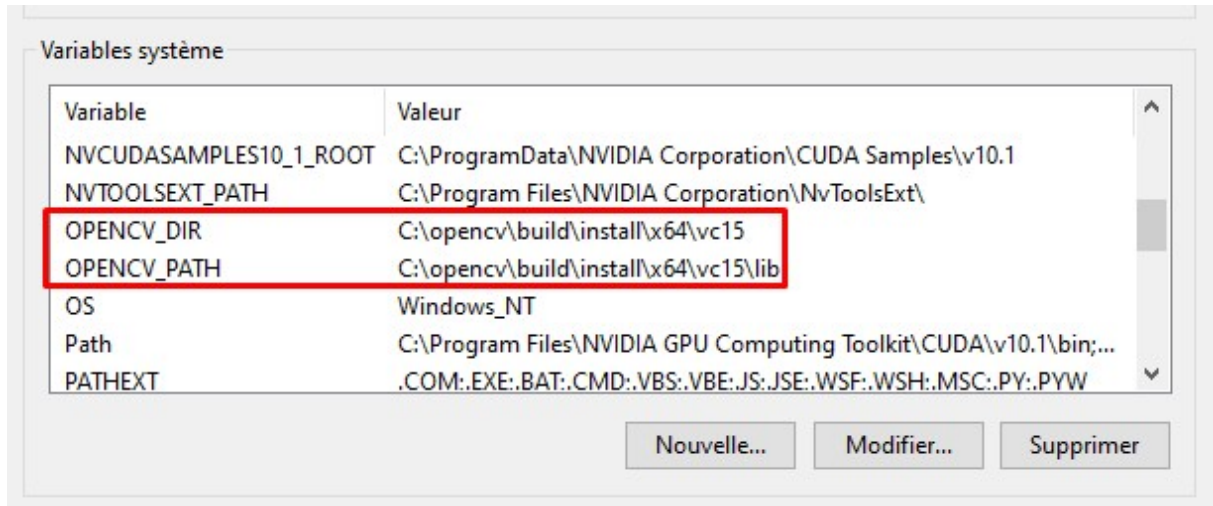 Variables système
Variable Valeur
NVCUDASAMPLES10_1_ROOT C:\ProgramData\NVIDIA Corporation\CUDA Samples\v10.1
NVTOOLSEXT_PATH C:\Program Files\NVIDIA Corporation\NvToolsExt\
OPENCV_DIR C:\opencv\build\install\x64\vc15
OPENCV_PATH C:\opencv\build\install\x64\vc15\lib
OS Windows_NT
Path C:\Program Files\NVIDIA GPU Computing Toolkit\CUDA\v10.1\bin;...
PATHEXT .COM;.EXE;.BAT;.CMD;.VBS;.VBE;.JS;.JSE;.WSF;.WSH;.MSC;.PY;.PYW
Nouvelle... Modifier... Supprimer